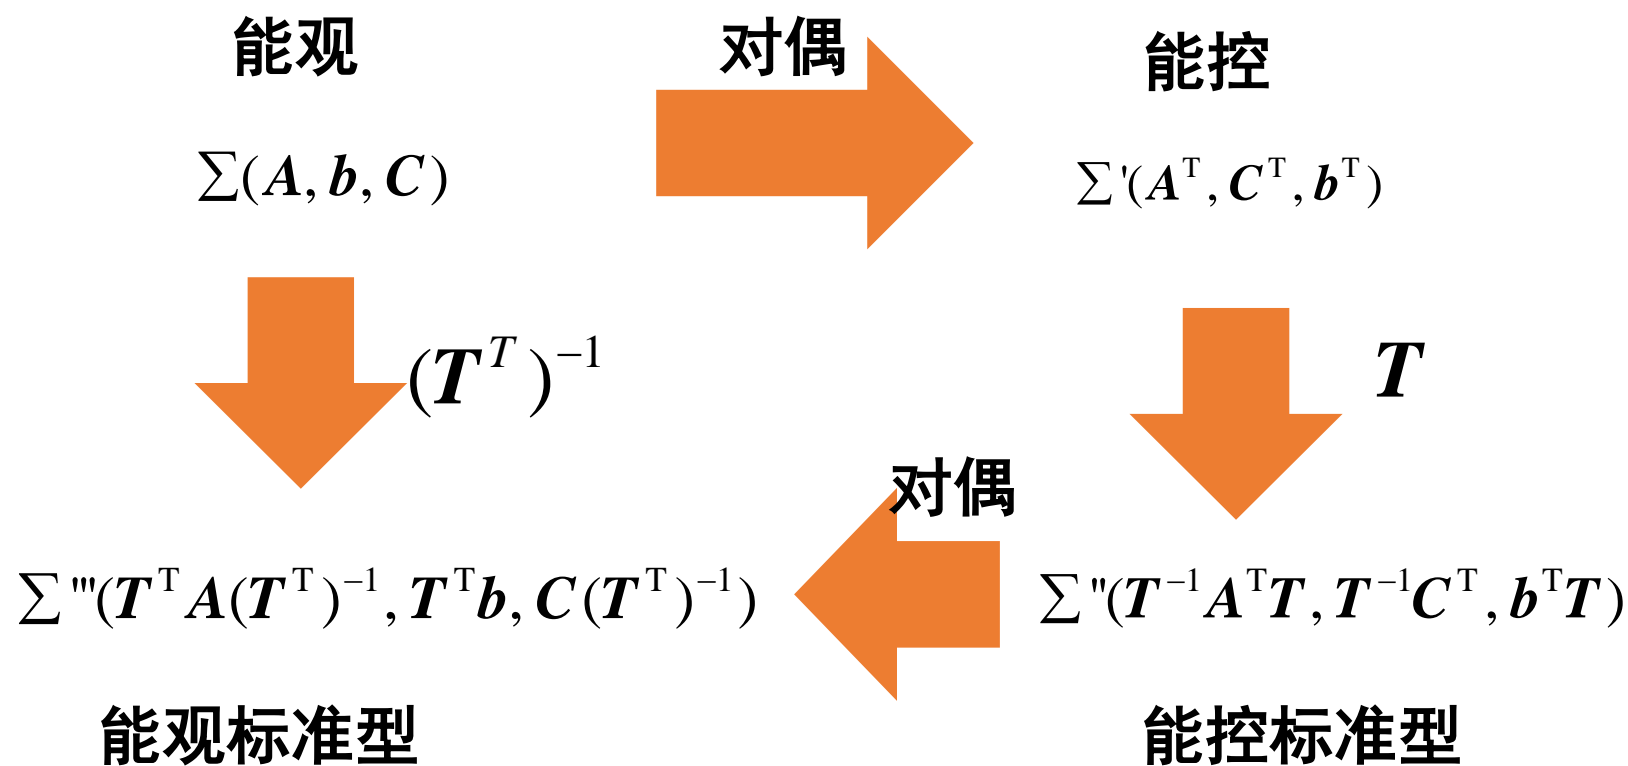 能观
对偶
能控
∑(A, b, C)
∑'(Aᵀ, Cᵀ, bᵀ)
(Tᵀ)⁻¹
T
对偶
∑'''(TᵀA(Tᵀ)⁻¹, Tᵀb, C(Tᵀ)⁻¹)
∑''(T⁻¹AᵀT, T⁻¹Cᵀ, bᵀT)
能观标准型
能控标准型